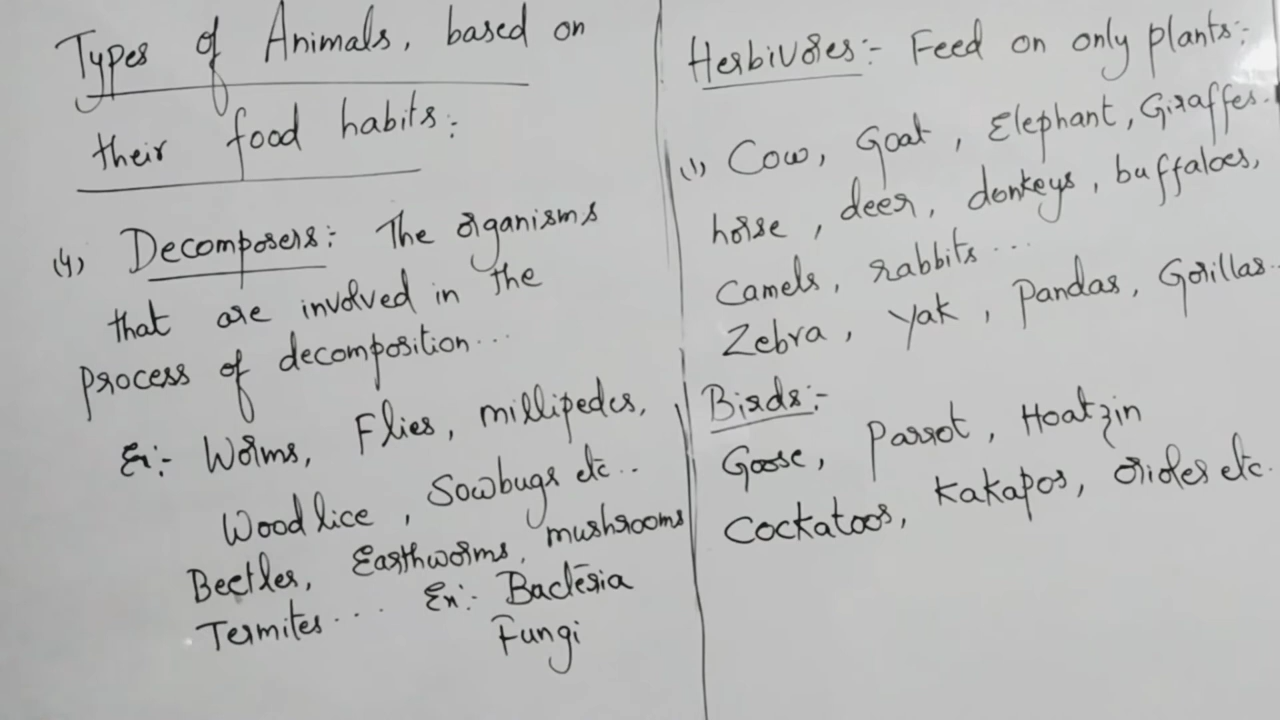 Types of Animals, based on
their food habits:
(4) Decomposers: The organisms
that are involved in the
process of decomposition...
Ex:- Worms, Flies, millipedes,
Woodlice, Sowbugs etc..
Beetles, Earthworms, mushrooms
Termites.... Ex:- Bacteria
Fungi
Herbivores:- Feed on only plants:
(1) Cow, Goat, Elephant, Giraffes.
horse, deer, donkeys, buffaloes,
Camels, rabbits...
Zebra, Yak, Pandas, Gorillas..
Birds:-
Goose, Parrot, Hoatzin
Cockatoos, Kakapos, orioles etc.